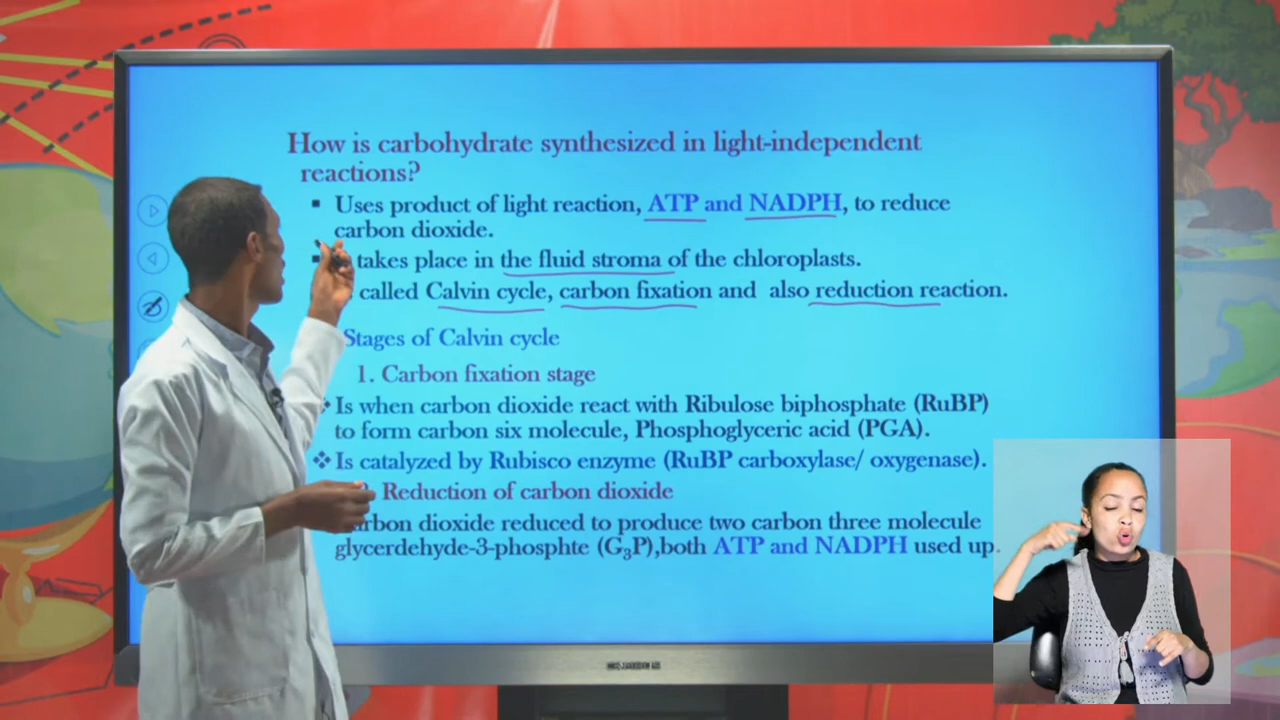 How is carbohydrate synthesized in light-independent
reactions?
▪ Uses product of light reaction, ATP and NADPH, to reduce
carbon dioxide.
▪ takes place in the fluid stroma of the chloroplasts.
called Calvin cycle, carbon fixation and also reduction reaction.
Stages of Calvin cycle
1. Carbon fixation stage
Is when carbon dioxide react with Ribulose biphosphate (RuBP)
to form carbon six molecule, Phosphoglyceric acid (PGA).
❖ Is catalyzed by Rubisco enzyme (RuBP carboxylase/ oxygenase).
Reduction of carbon dioxide
rbon dioxide reduced to produce two carbon three molecule
glycerdehyde-3-phosphte (G₃P),both ATP and NADPH used up.